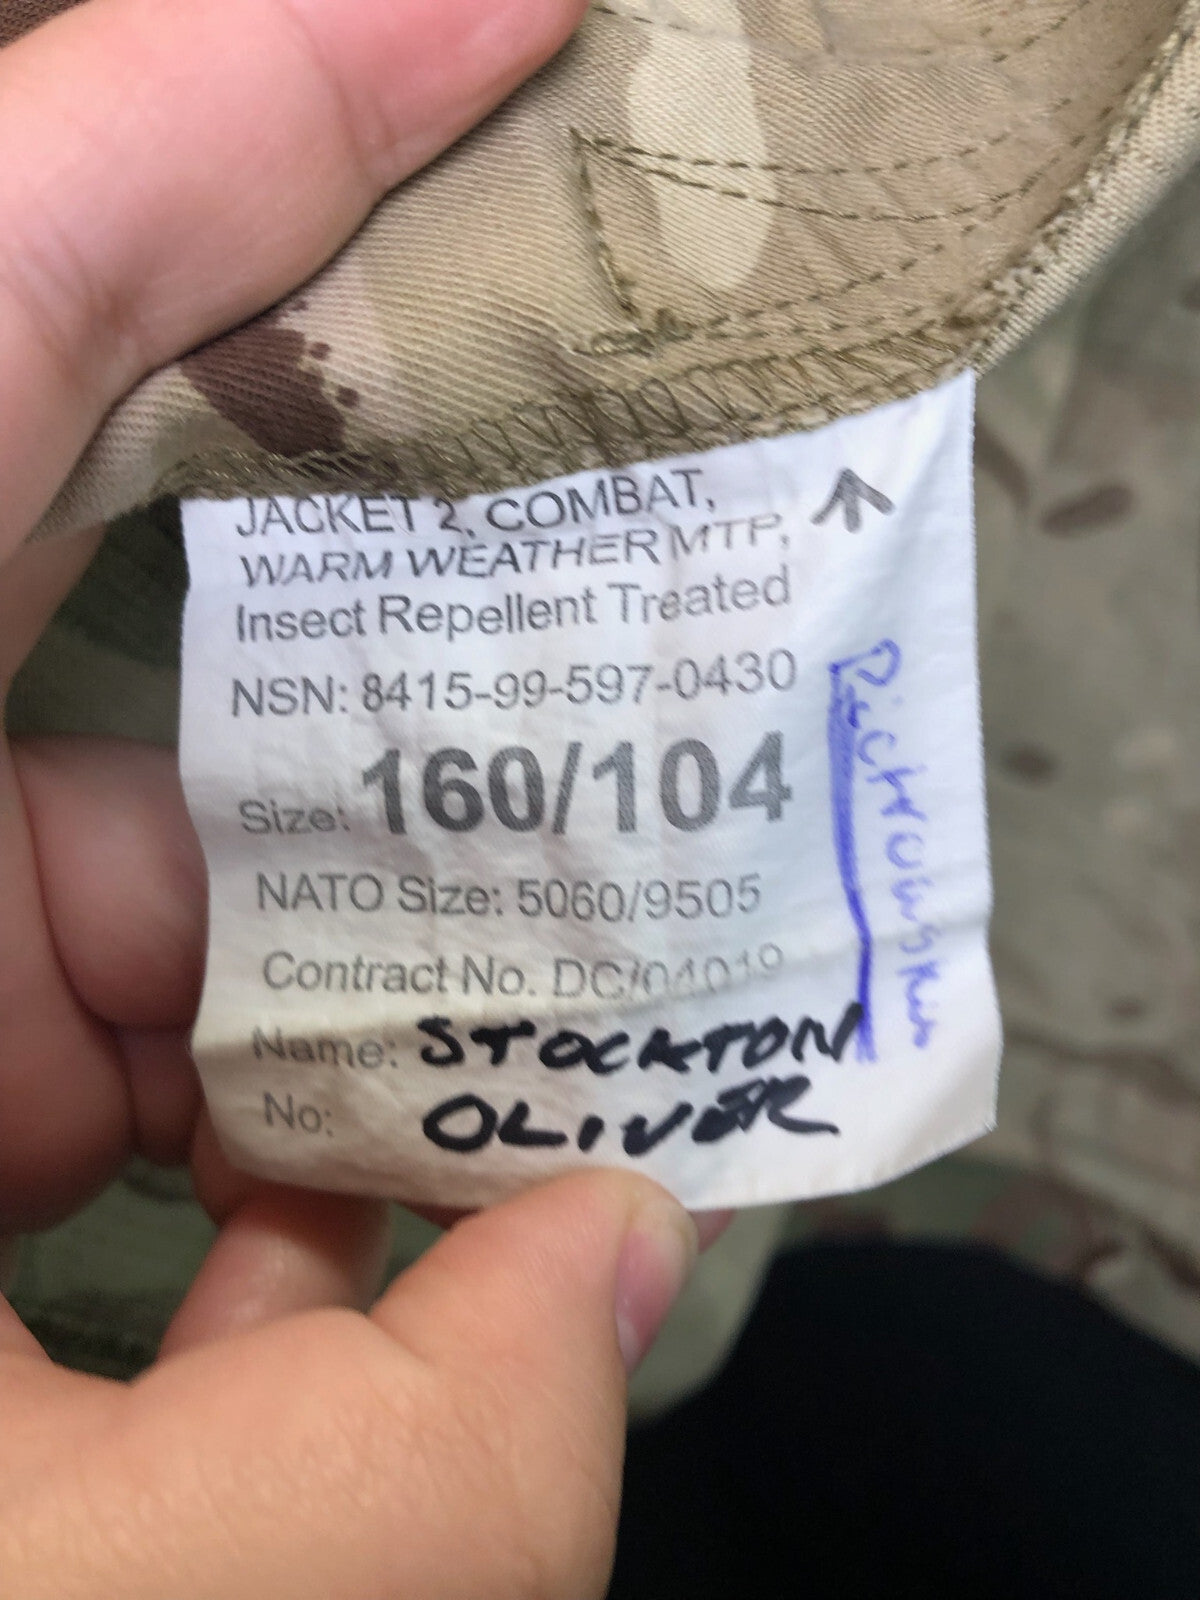 JACKET 2, COMBAT,
WARM WEATHER MTP,
Insect Repellent Treated
NSN: 8415-99-597-0430
Size: 160/104
NATO Size: 5060/9505
Contract No. DC/04019
Name: STOCKTON
No: OLIVER